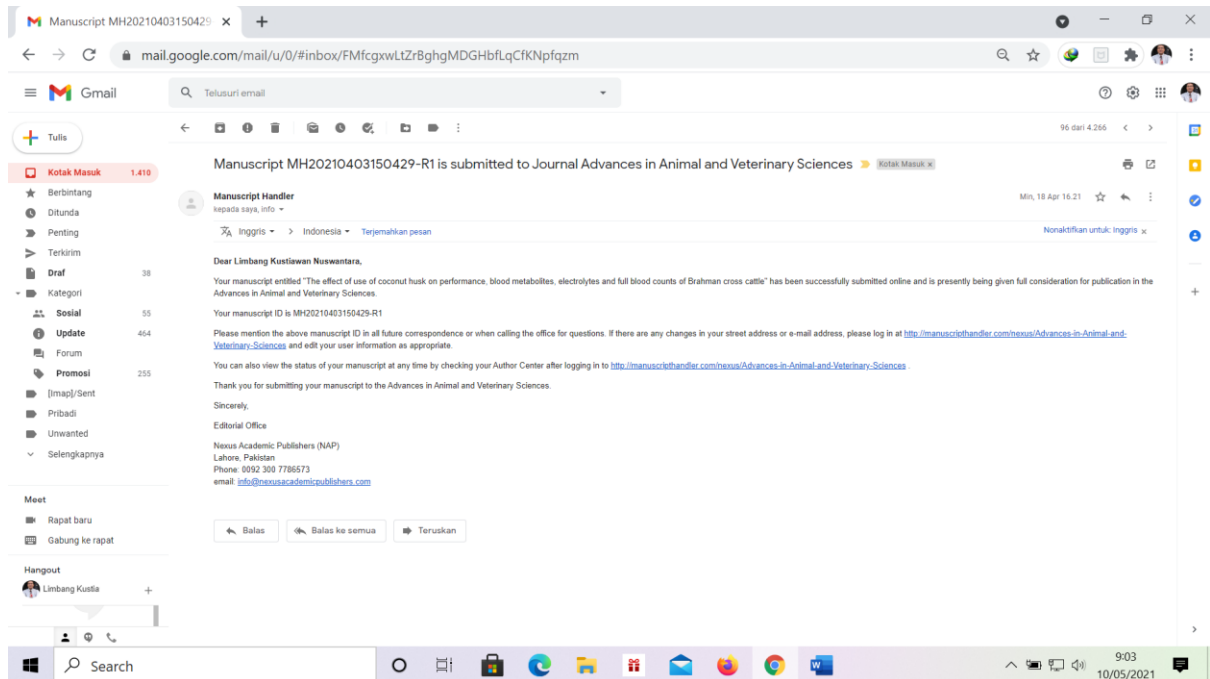 Manuscript MH20210403150429
mail.google.com/mail/u/0/#inbox/FMfcgxwLtZrBghgMDGHbfLqCfKNpfqzm
Gmail
Telusuri email
Tulis
96 dari 4.266
Kotak Masuk 1.410
Berbintang
Ditunda
Penting
Terkirim
Draf 38
Kategori
Sosial 55
Update 464
Forum
Promosi 255
[Imap]/Sent
Pribadi
Unwanted
Selengkapnya
Meet
Rapat baru
Gabung ke rapat
Hangout
Limbang Kustia
Manuscript MH20210403150429-R1 is submitted to Journal Advances in Animal and Veterinary Sciences Kotak Masuk x
Manuscript Handler Min, 18 Apr 16.21
kepada saya, info
Inggris > Indonesia Terjemahkan pesan Nonaktifkan untuk: Inggris x
Dear Limbang Kustiawan Nuswantara,
Your manuscript entitled "The effect of use of coconut husk on performance, blood metabolites, electrolytes and full blood counts of Brahman cross cattle" has been successfully submitted online and is presently being given full consideration for publication in the
Advances in Animal and Veterinary Sciences.
Your manuscript ID is MH20210403150429-R1
Please mention the above manuscript ID in all future correspondence or when calling the office for questions. If there are any changes in your street address or e-mail address, please log in at http://manuscripthandler.com/nexus/Advances-in-Animal-and-
Veterinary-Sciences and edit your user information as appropriate.
You can also view the status of your manuscript at any time by checking your Author Center after logging in to http://manuscripthandler.com/nexus/Advances-in-Animal-and-Veterinary-Sciences .
Thank you for submitting your manuscript to the Advances in Animal and Veterinary Sciences.
Sincerely,
Editorial Office
Nexus Academic Publishers (NAP)
Lahore, Pakistan
Phone: 0092 300 7786573
email: info@nexusacademicpublishers.com
Balas Balas ke semua Teruskan
Search
9:03
10/05/2021